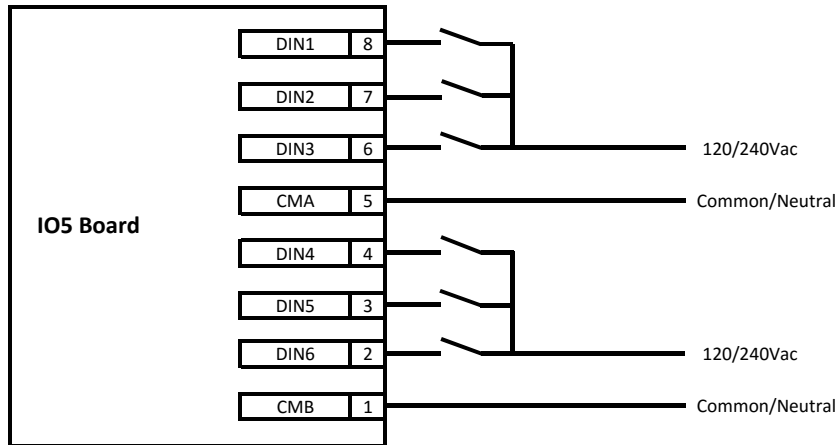 DIN1 8
DIN2 7
DIN3 6
120/240Vac
CMA 5
Common/Neutral
IO5 Board
DIN4 4
DIN5 3
DIN6 2
120/240Vac
CMB 1
Common/Neutral